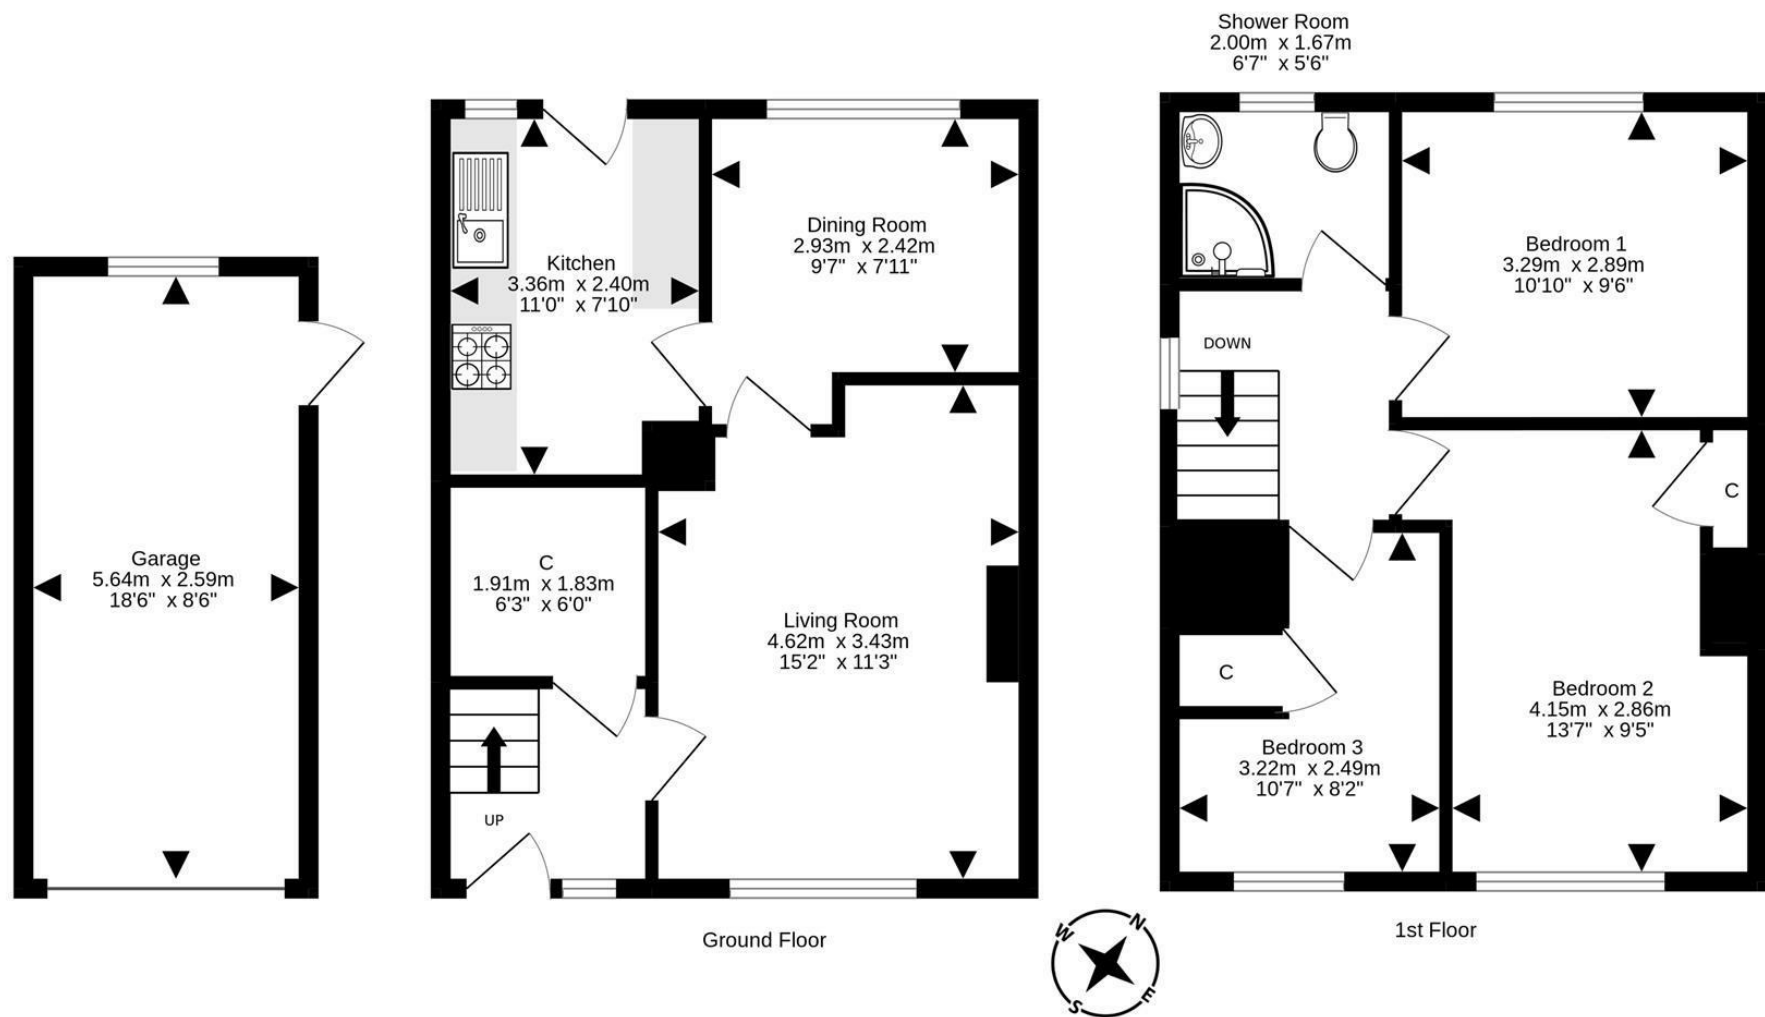 Garage
5.64m x 2.59m
18'6" x 8'6"
Kitchen
3.36m x 2.40m
11'0" x 7'10"
Dining Room
2.93m x 2.42m
9'7" x 7'11"
C
1.91m x 1.83m
6'3" x 6'0"
Living Room
4.62m x 3.43m
15'2" x 11'3"
UP
Ground Floor
Shower Room
2.00m x 1.67m
6'7" x 5'6"
Bedroom 1
3.29m x 2.89m
10'10" x 9'6"
DOWN
C
C
Bedroom 2
4.15m x 2.86m
13'7" x 9'5"
Bedroom 3
3.22m x 2.49m
10'7" x 8'2"
1st Floor
N
W
E
S